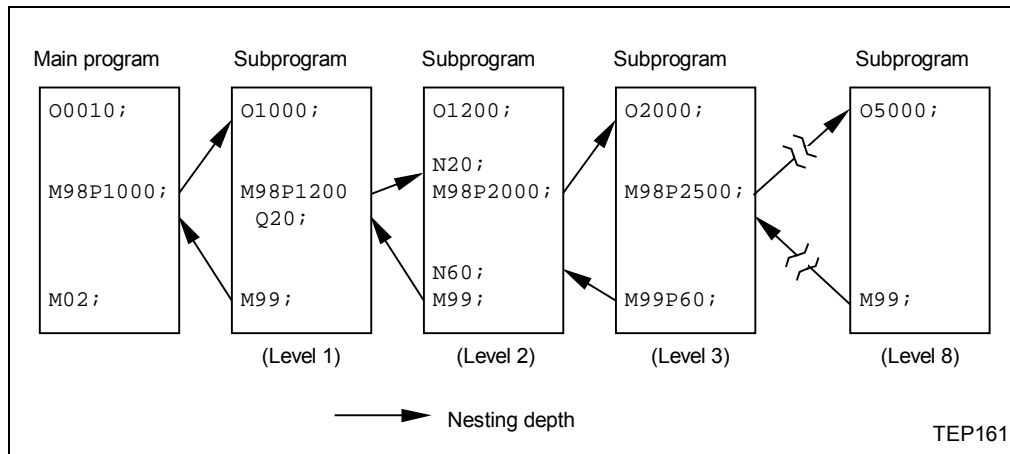 Main program
O0010;
M98P1000;
M02;
Subprogram
O1000;
M98P1200
Q20;
M99;
(Level 1)
Subprogram
O1200;
N20;
M98P2000;
N60;
M99;
(Level 2)
Subprogram
O2000;
M98P2500;
M99P60;
(Level 3)
Subprogram
O5000;
M99;
(Level 8)
Nesting depth
TEP161